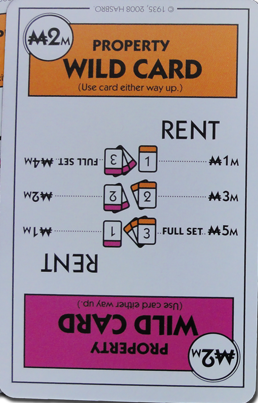 © 1935, 2008 HASBRO.
₩2M
PROPERTY
WILD CARD
(Use card either way up.)
RENT
1 ₩1M
2 ₩3M
3 FULL SET ₩5M
₩2M
PROPERTY
WILD CARD
(Use card either way up.)
RENT
1 ₩1M
2 ₩2M
3 FULL SET ₩4M